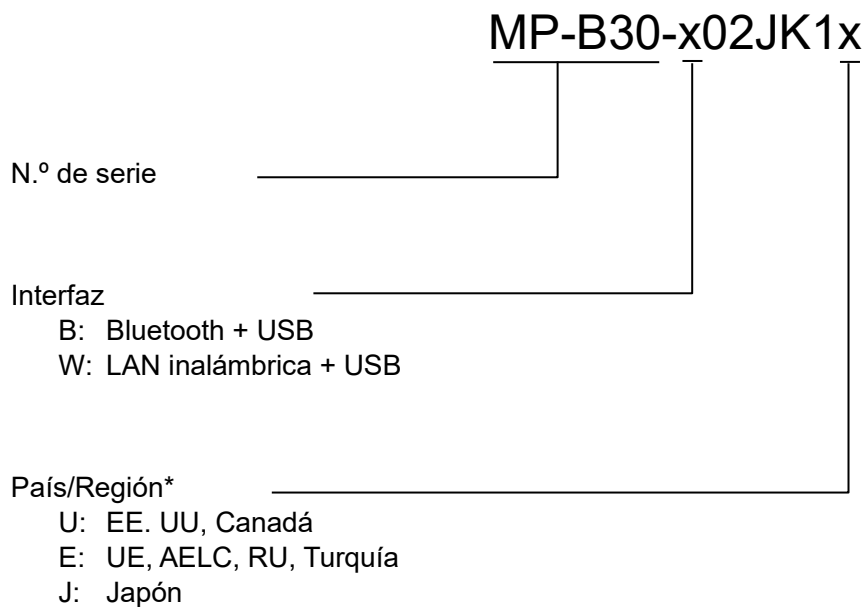 MP-B30-x02JK1x
N.º de serie
Interfaz
B: Bluetooth + USB
W: LAN inalámbrica + USB
País/Región*
U: EE. UU, Canadá
E: UE, AELC, RU, Turquía
J: Japón